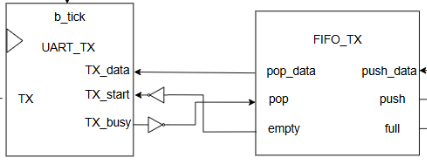 b_tick
UART_TX
FIFO_TX
TX_data
pop_data
push_data
TX_start
TX
pop
push
TX_busy
empty
full